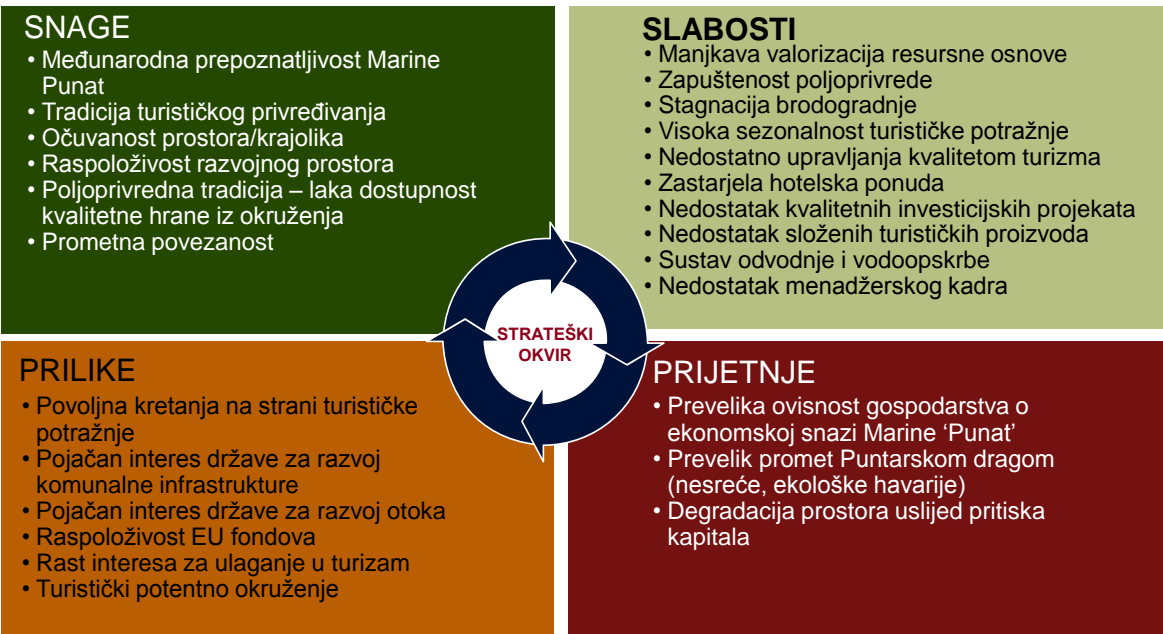 SNAGE
• Međunarodna prepoznatljivost Marine
Punat
• Tradicija turističkog privređivanja
• Očuvanost prostora/krajolika
• Raspoloživost razvojnog prostora
• Poljoprivredna tradicija – laka dostupnost
kvalitetne hrane iz okruženja
• Prometna povezanost
SLABOSTI
• Manjkava valorizacija resursne osnove
• Zapuštenost poljoprivrede
• Stagnacija brodogradnje
• Visoka sezonalnost turističke potražnje
• Nedostatno upravljanja kvalitetom turizma
• Zastarjela hotelska ponuda
• Nedostatak kvalitetnih investicijskih projekata
• Nedostatak složenih turističkih proizvoda
• Sustav odvodnje i vodoopskrbe
• Nedostatak menadžerskog kadra
STRATEŠKI
OKVIR
PRILIKE
• Povoljna kretanja na strani turističke
potražnje
• Pojačan interes države za razvoj
komunalne infrastrukture
• Pojačan interes države za razvoj otoka
• Raspoloživost EU fondova
• Rast interesa za ulaganje u turizam
• Turistički potentno okruženje
PRIJETNJE
• Prevelika ovisnost gospodarstva o
ekonomskoj snazi Marine ‘Punat’
• Prevelik promet Puntarskom dragom
(nesreće, ekološke havarije)
• Degradacija prostora uslijed pritiska
kapitala